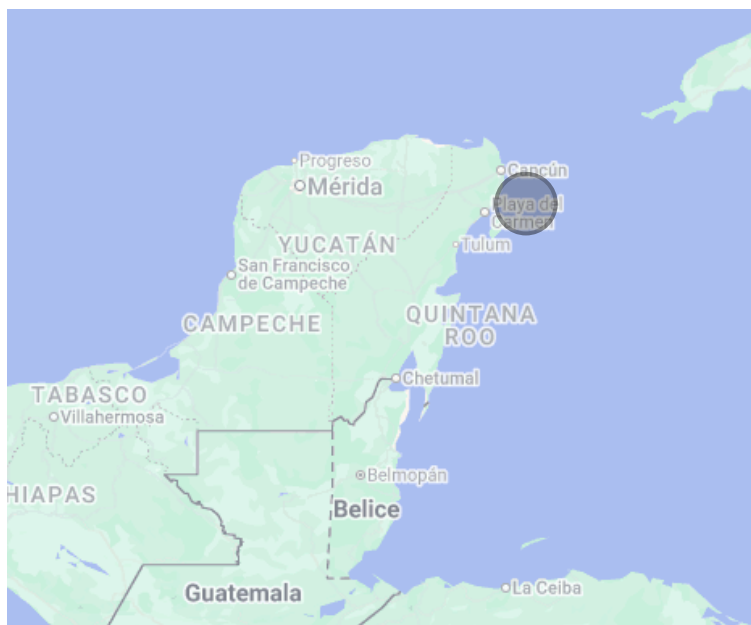 Progreso
Cancún
Mérida
Playa del
Carmen
YUCATÁN
Tulum
San Francisco
de Campeche
QUINTANA
ROO
CAMPECHE
Chetumal
TABASCO
Villahermosa
Belmopán
HIAPAS
Belice
La Ceiba
Guatemala